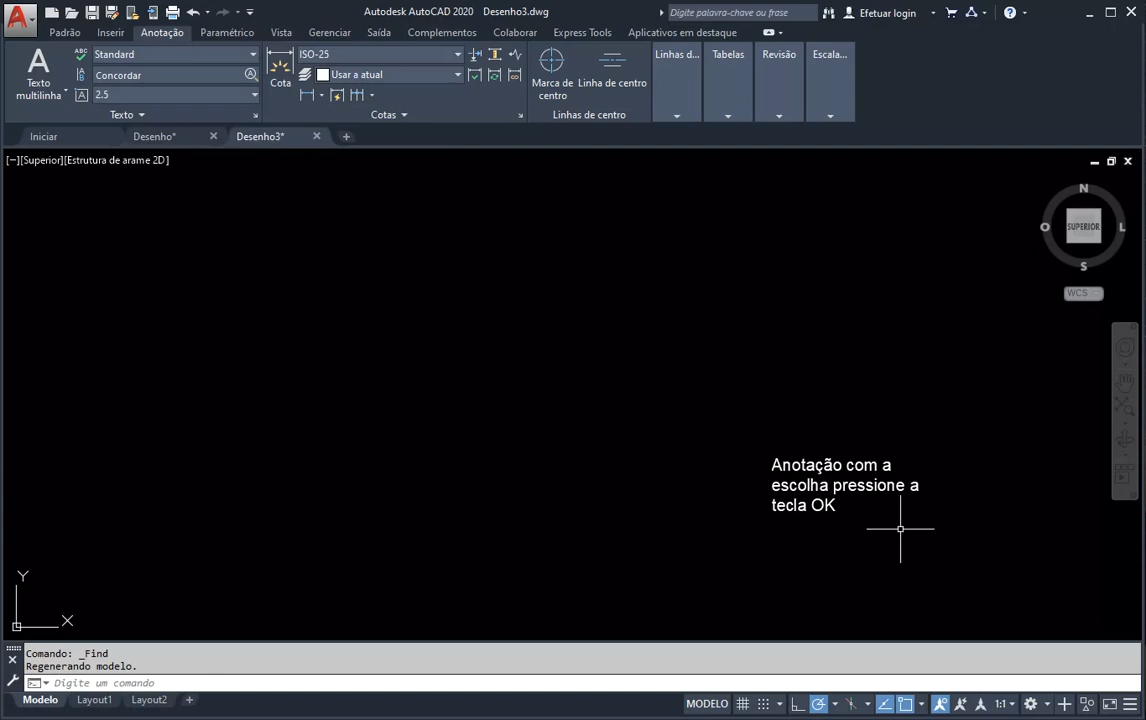 Autodesk AutoCAD 2020 Desenho3.dwg
Digite palavra-chave ou frase
Efetuar login
Padrão Inserir Anotação Paramétrico Vista Gerenciar Saída Complementos Colaborar Express Tools Aplicativos em destaque
A
Texto
multilinha
ABC
Standard
Concordar
2.5
Texto
Cota
ISO-25
Usar a atual
Cotas
Marca de
centro
Linha de centro
Linhas de centro
Linhas d...
Tabelas
Revisão
Escala...
Iniciar Desenho* Desenho3*
[−][Superior][Estrutura de arame 2D]
N
O SUPERIOR L
S
WCS
Anotação com a
escolha pressione a
tecla OK
Y
X
Comando: _Find
Regenerando modelo.
Digite um comando
Modelo Layout1 Layout2
MODELO 1:1